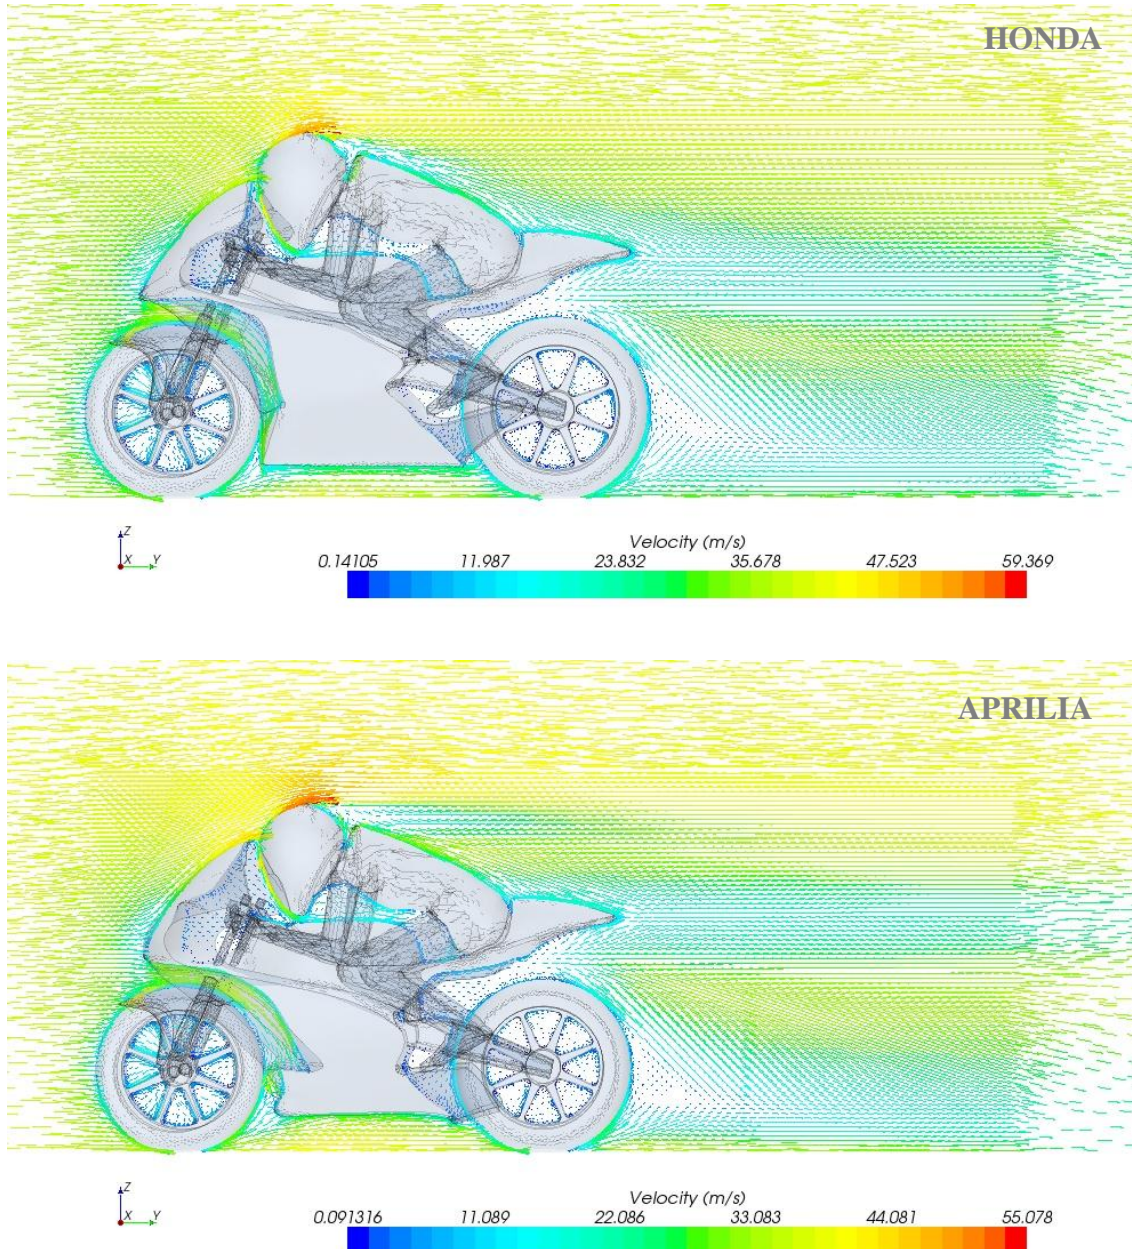 HONDA
Z
X Y
Velocity (m/s)
0.14105 11.987 23.832 35.678 47.523 59.369
APRILIA
Z
X Y
Velocity (m/s)
0.091316 11.089 22.086 33.083 44.081 55.078